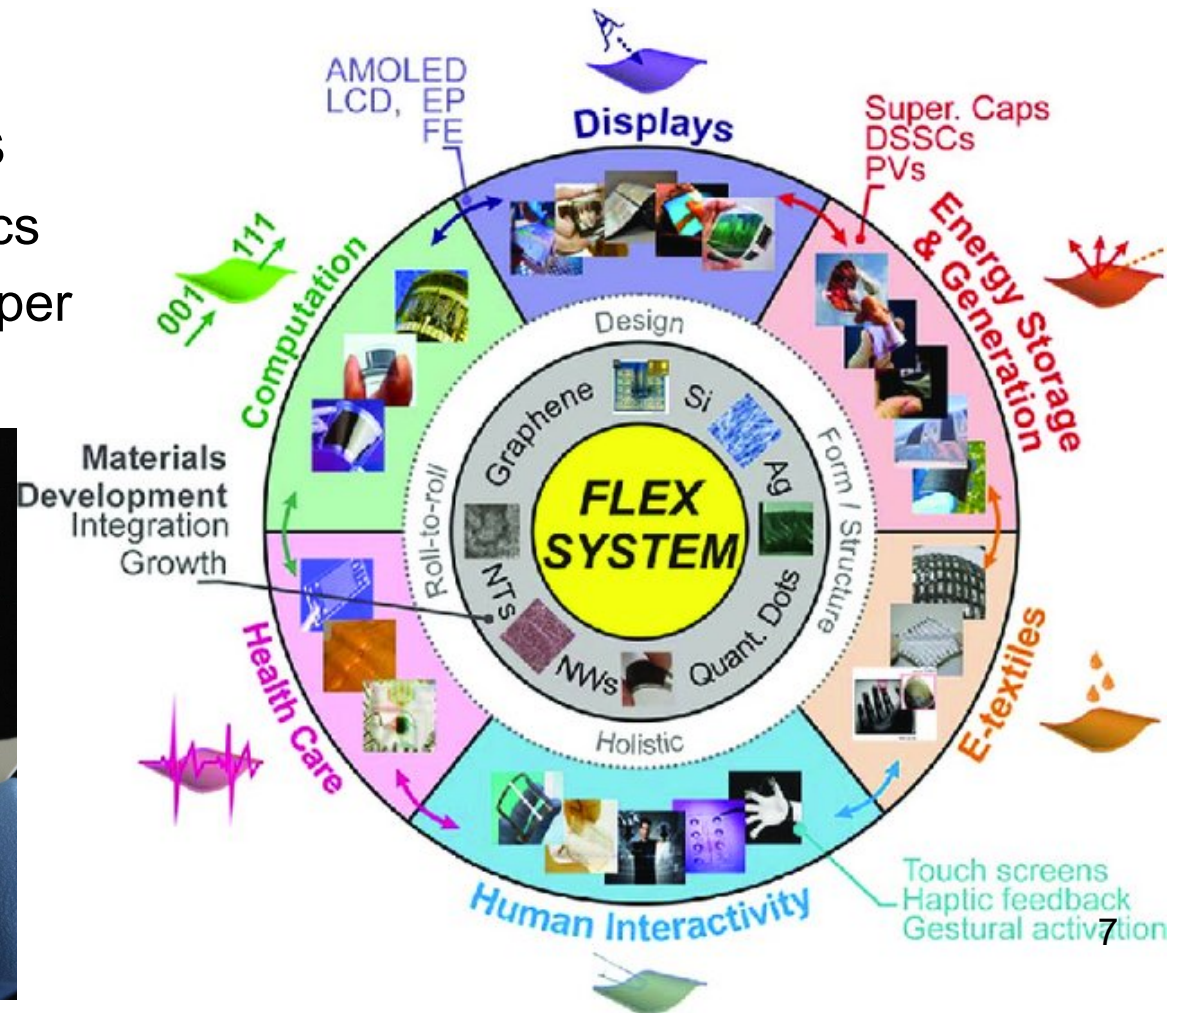 AMOLED
LCD, EP
FE
Displays
Super. Caps
DSSCs
PVs
Energy Storage
& Generation
s
cs
per
111
001
Computation
Design
Graphene
Si
Ag
Form / Structure
Roll-to-roll
FLEX
SYSTEM
Materials
Development
Integration
Growth
NTs
NWs
Quant. Dots
Holistic
Health Care
E-textiles
Human Interactivity
Touch screens
Haptic feedback
Gestural activation
7